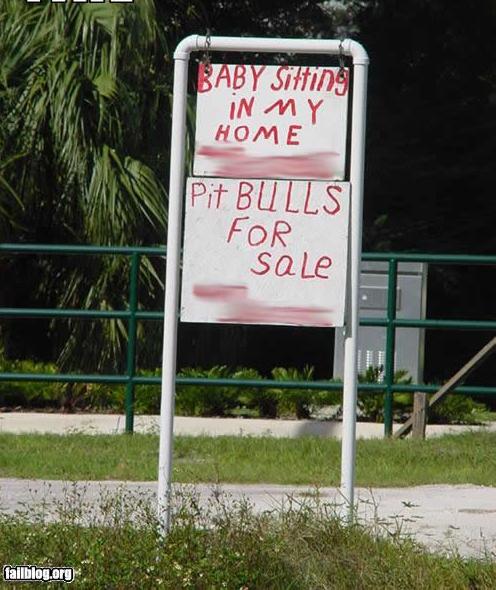 BABY Sitting
IN MY
HOME
Pit BULLS
FOR
Sale
failblog.org